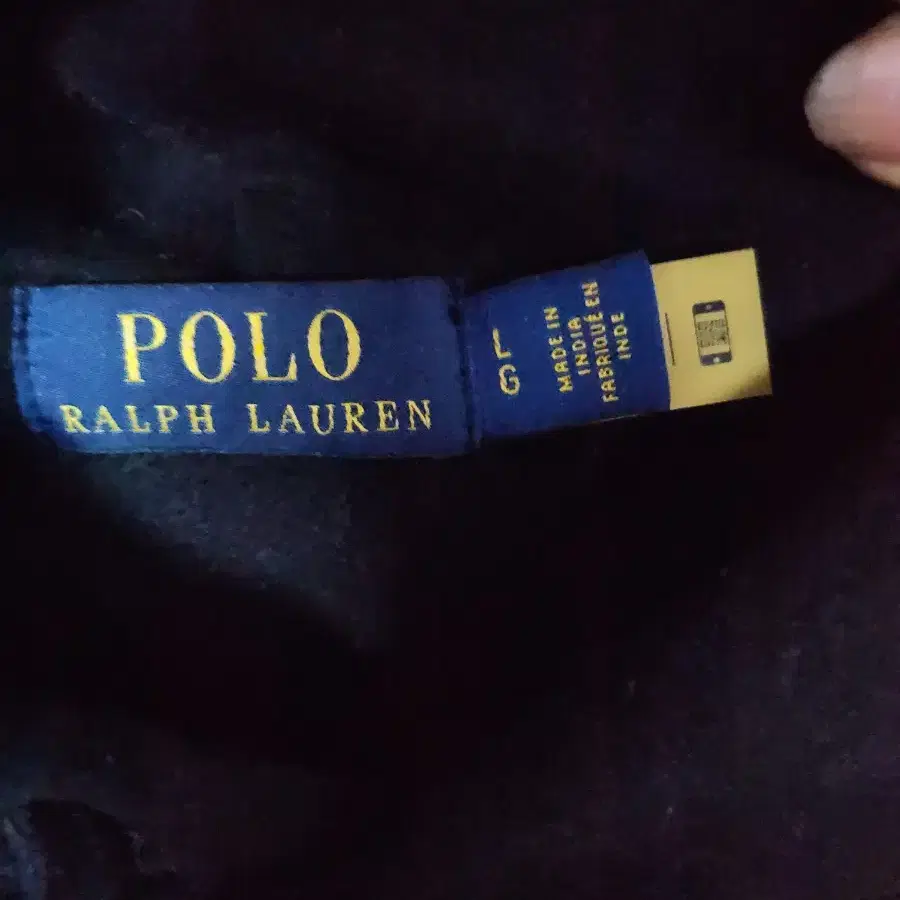 POLO
RALPH LAUREN
L
G
MADE IN
INDIA
FABRIQUÉ EN
INDE